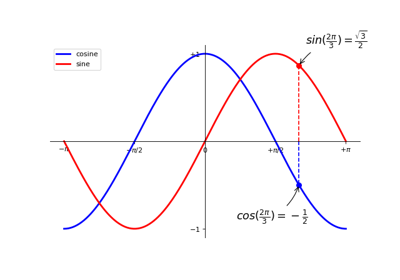 sin(2π/3) = √3/2
+1
cosine
sine
−π
−π/2
0
+π/2
+π
cos(2π/3) = −1/2
−1